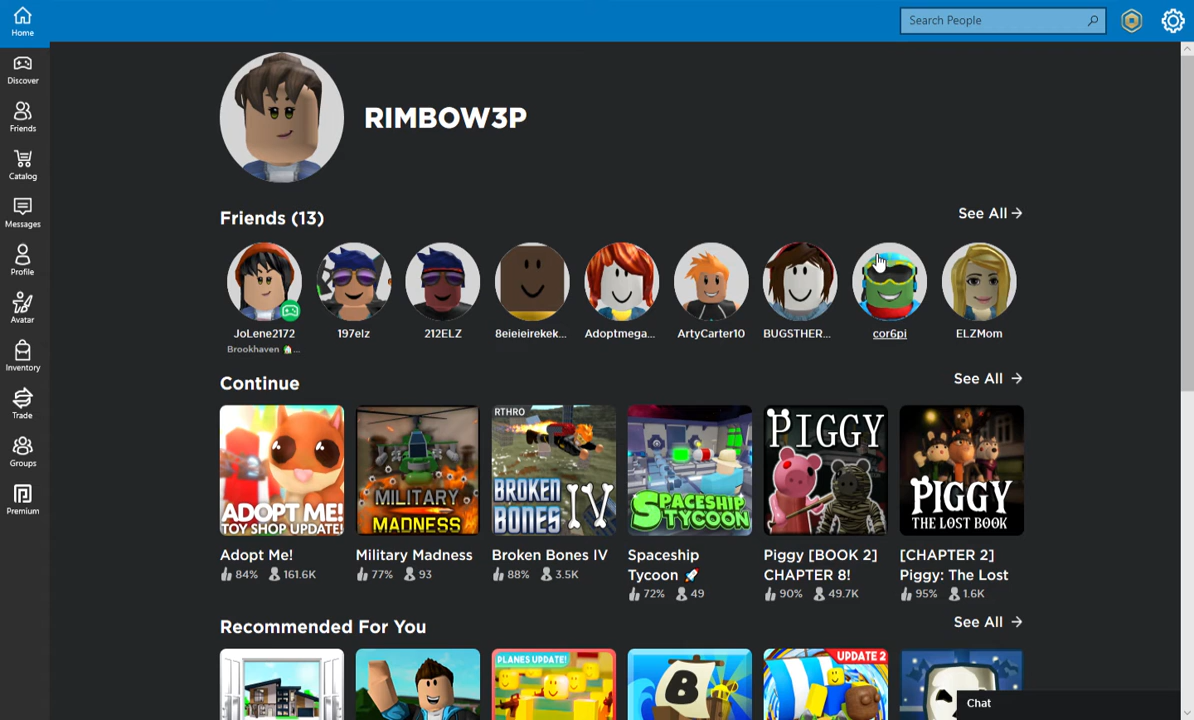 Home
Search People
Discover
Friends
Catalog
Messages
Profile
Avatar
Inventory
Trade
Groups
Premium
RIMBOW3P
Friends (13)
See All
JoLene2172
Brookhaven ...
197elz
212ELZ
8eieieirekek...
Adoptmega...
ArtyCarter10
BUGSTHER...
cor6pi
ELZMom
Continue
See All
ADOPT ME!
TOY SHOP UPDATE!
MILITARY
MADNESS
RTHRO
BROKEN
BONES IV
SPACESHIP
TYCOON
PIGGY
PIGGY
THE LOST BOOK
Adopt Me!
84% 161.6K
Military Madness
77% 93
Broken Bones IV
88% 3.5K
Spaceship
Tycoon 🚀
72% 49
Piggy [BOOK 2]
CHAPTER 8!
90% 49.7K
[CHAPTER 2]
Piggy: The Lost
95% 1.6K
Recommended For You
See All
PLANES UPDATE!
B
UPDATE 2
Chat